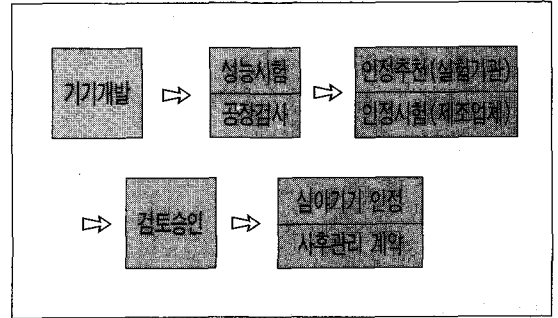 기기개발
성능시험
공장검사
인정추천(실험기관)
인정시험(제조업체)
검토승인
심야기기 인정
사후관리 계약